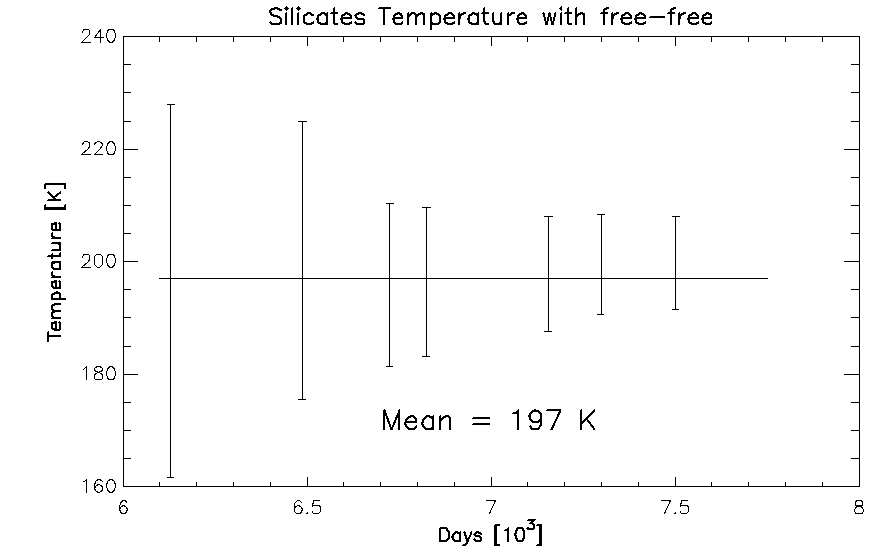 Silicates Temperature with free-free
240
220
200
180
160
Temperature [K]
Mean = 197 K
6
6.5
7
7.5
8
Days [10³]